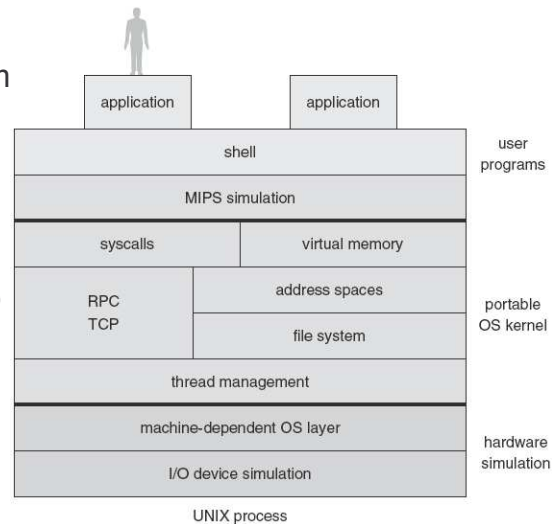 application
application
shell
user
programs
MIPS simulation
syscalls
virtual memory
RPC
TCP
address spaces
file system
portable
OS kernel
thread management
machine-dependent OS layer
I/O device simulation
hardware
simulation
UNIX process